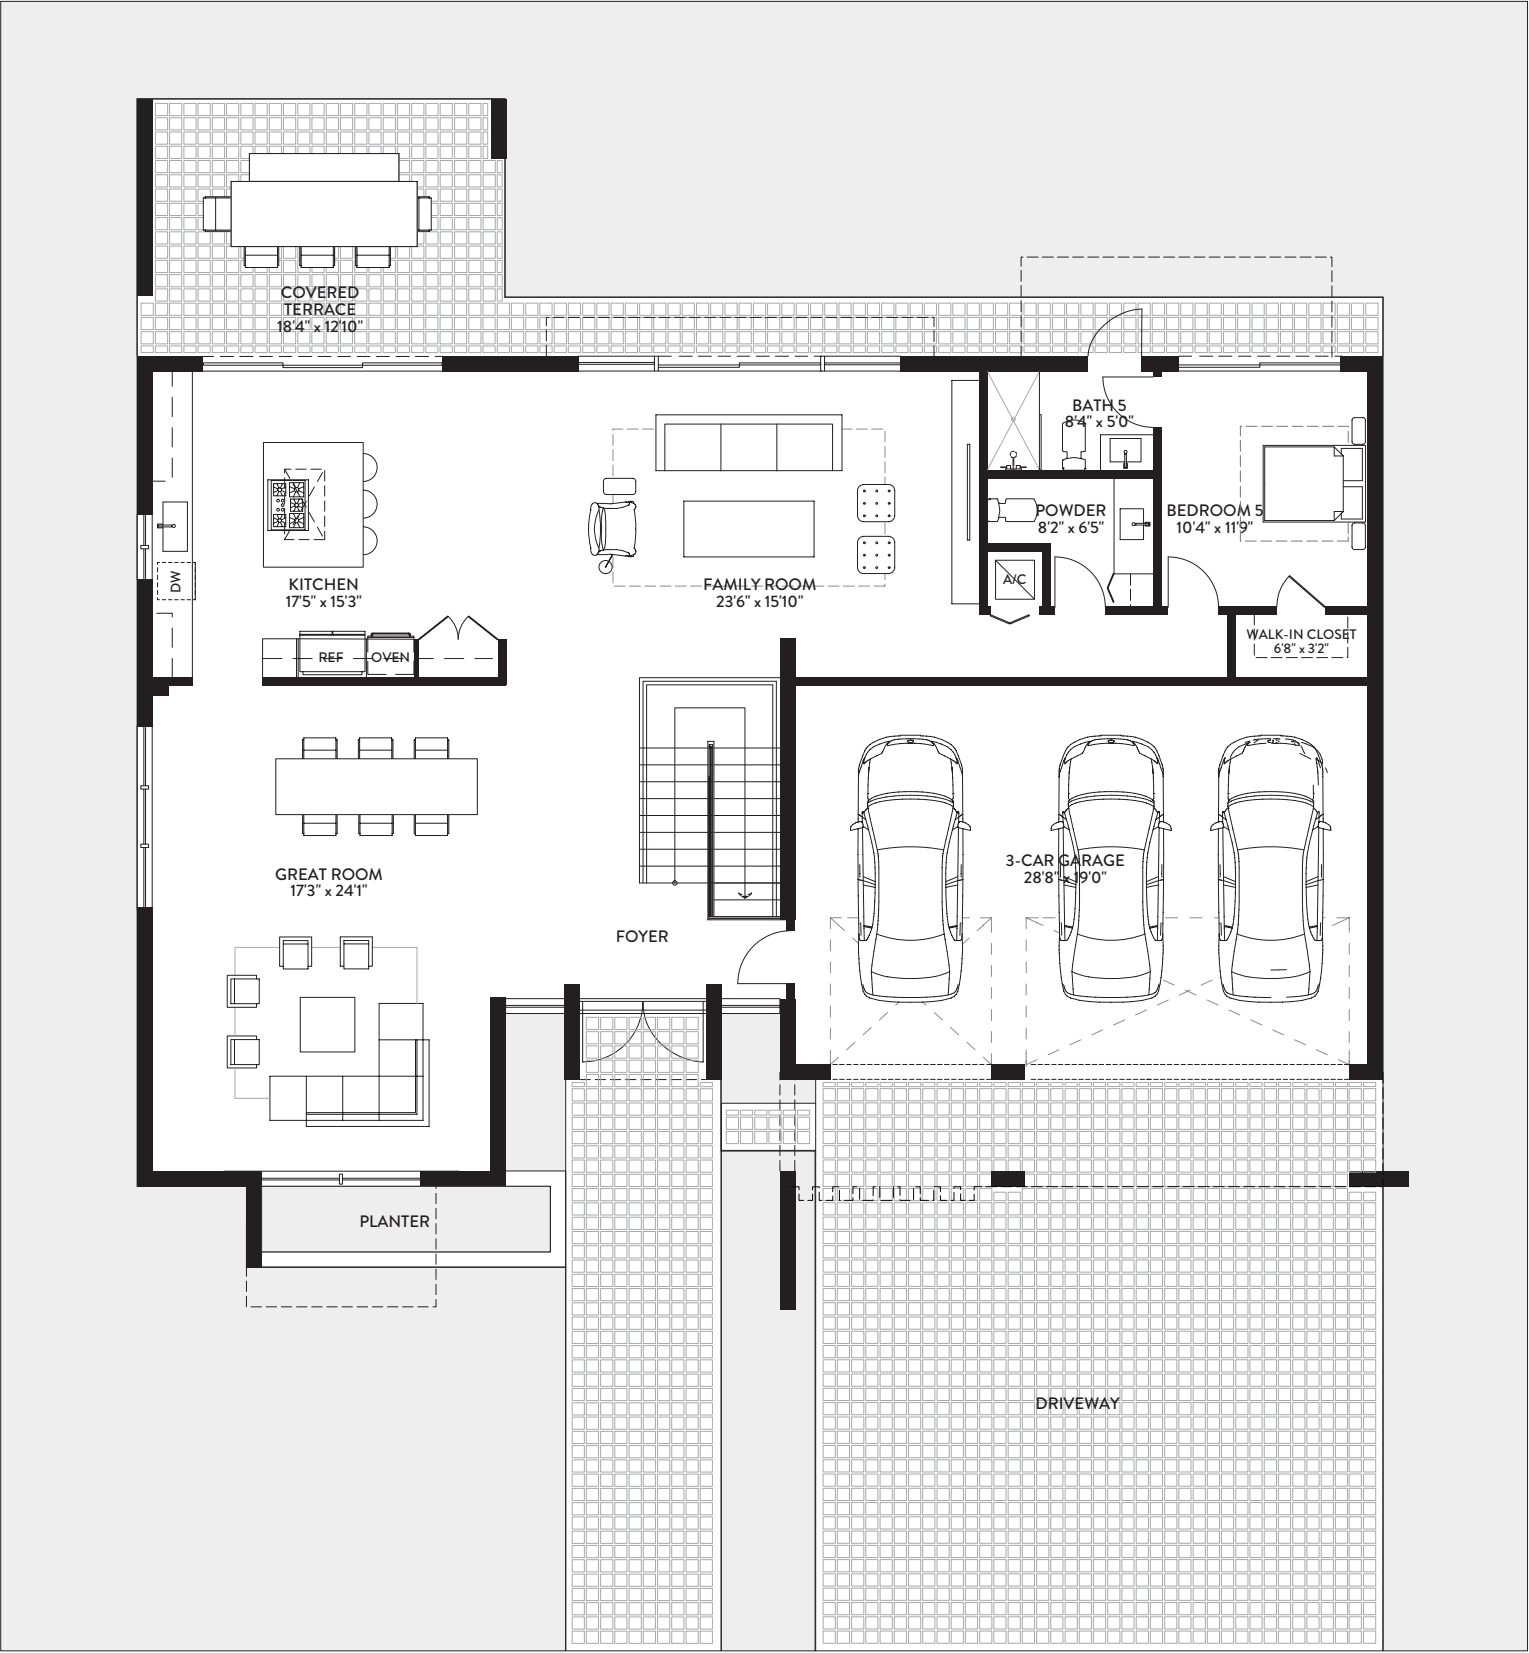 COVERED
TERRACE
18'4" x 12'10"
BATH 5
8'4" x 5'0"
POWDER
8'2" x 6'5"
BEDROOM 5
10'4" x 11'9"
A/C
DW
KITCHEN
17'5" x 15'3"
FAMILY ROOM
23'6" x 15'10"
WALK-IN CLOSET
6'8" x 3'2"
REF
OVEN
GREAT ROOM
17'3" x 24'1"
3-CAR GARAGE
28'8" x 19'0"
FOYER
PLANTER
DRIVEWAY